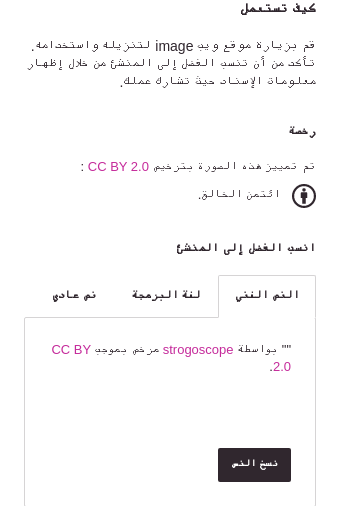 كيف تستعمل
قم بزيارة موقع ويب image لتنزيله واستخدامه.
تأكد من أن تنسب الفضل إلى المنشئ من خلال إظهار
معلومات الإسناد حيث تشارك عملك.
رخصة
تم تمييز هذه الصورة بترخيص CC BY 2.0 :
ائتمن الخالق.
انسب الفضل إلى المنشئ
النص الغني
لغة البرمجة
نص عادي
"" بواسطة strogoscope مرخص بموجب CC BY
2.0.
نسخ النص